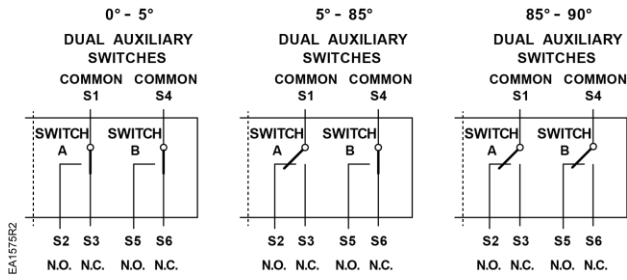 0° - 5°
DUAL AUXILIARY
SWITCHES
COMMON COMMON
S1 S4
SWITCH SWITCH
A B
S2 S3 S5 S6
N.O. N.C. N.O. N.C.
5° - 85°
DUAL AUXILIARY
SWITCHES
COMMON COMMON
S1 S4
SWITCH SWITCH
A B
S2 S3 S5 S6
N.O. N.C. N.O. N.C.
85° - 90°
DUAL AUXILIARY
SWITCHES
COMMON COMMON
S1 S4
SWITCH SWITCH
A B
S2 S3 S5 S6
N.O. N.C. N.O. N.C.
EA1575R2